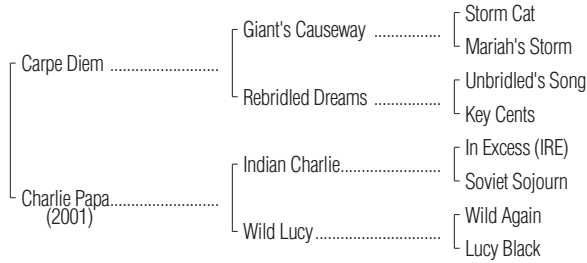 Storm Cat
Giant's Causeway ..................
Mariah's Storm
Carpe Diem .........................
Unbridled's Song
Rebridled Dreams ..................
Key Cents
In Excess (IRE)
Indian Charlie.......................
Soviet Sojourn
Charlie Papa.........................
(2001)
Wild Again
Wild Lucy.............................
Lucy Black